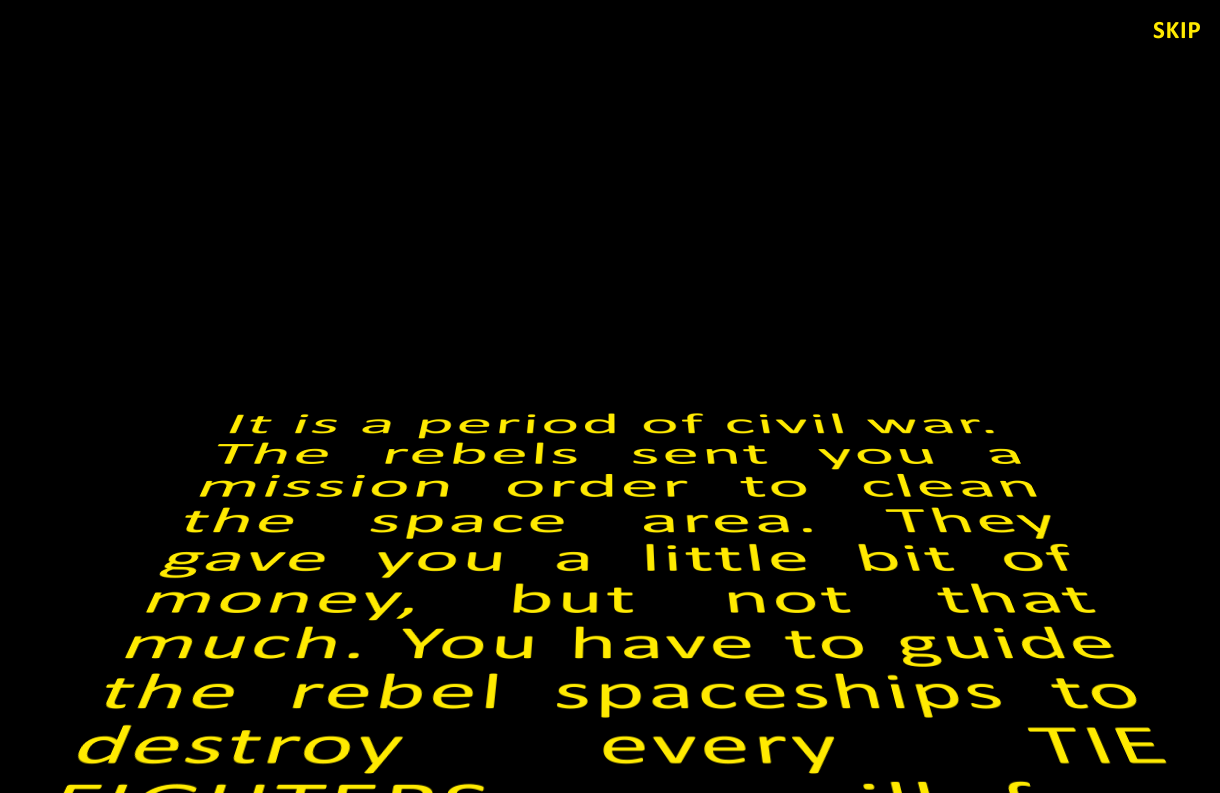 SKIP
It is a period of civil war.
The rebels sent you a
mission order to clean
the space area. They
gave you a little bit of
money, but not that
much. You have to guide
the rebel spaceships to
destroy every TIE
FIGHTERS